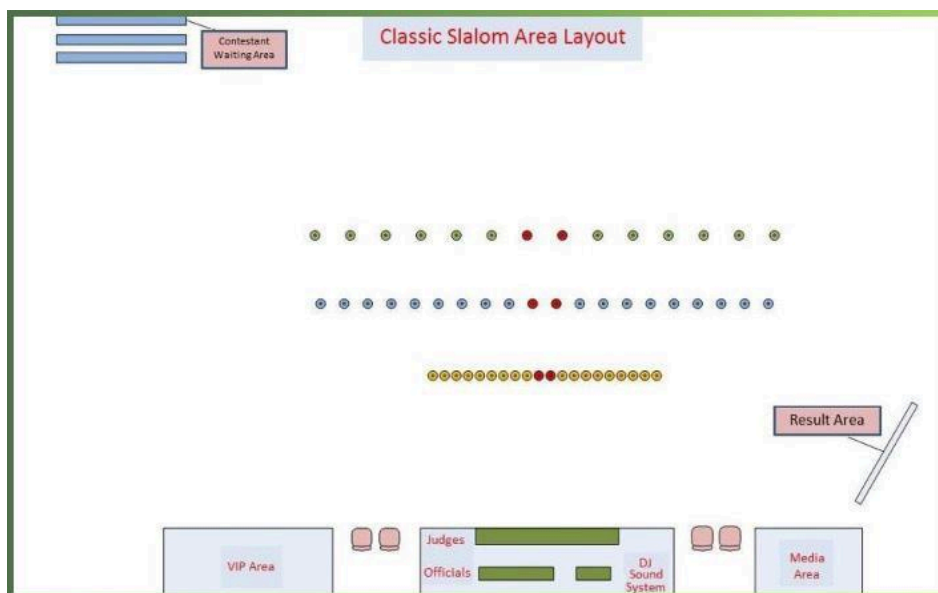 Classic Slalom Area Layout
Contestant
Waiting Area
Result Area
VIP Area
Judges
Officials
DJ
Sound
System
Media
Area